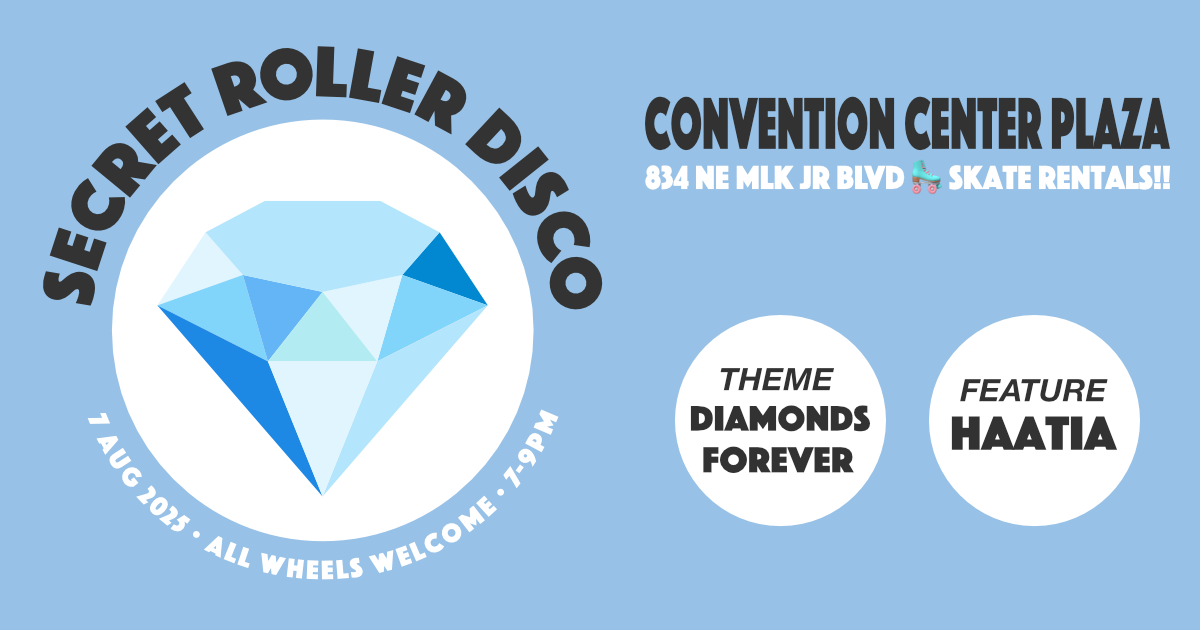 SECRET ROLLER DISCO
7 AUG 2025 • ALL WHEELS WELCOME • 7-9PM
CONVENTION CENTER PLAZA
834 NE MLK JR BLVD 🛼 SKATE RENTALS!!
THEME
DIAMONDS
FOREVER
FEATURE
HAATIA